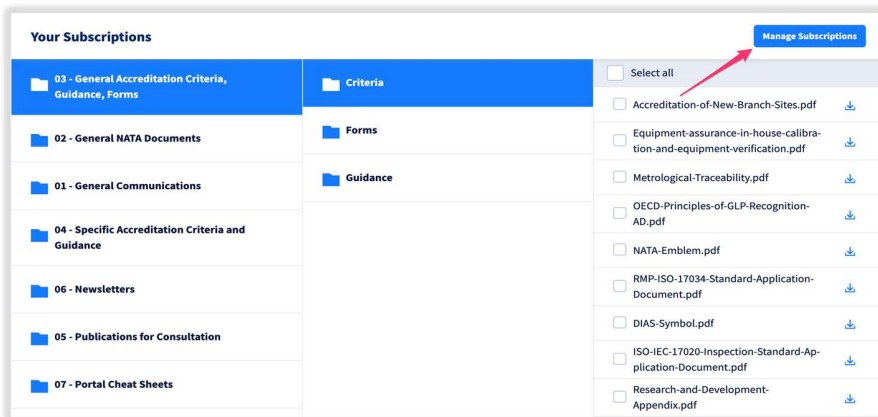 Your Subscriptions
Manage Subscriptions
03 - General Accreditation Criteria,
Guidance, Forms
02 - General NATA Documents
01 - General Communications
04 - Specific Accreditation Criteria and
Guidance
06 - Newsletters
05 - Publications for Consultation
07 - Portal Cheat Sheets
Criteria
Forms
Guidance
Select all
Accreditation-of-New-Branch-Sites.pdf
Equipment-assurance-in-house-calibra-
tion-and-equipment-verification.pdf
Metrological-Traceability.pdf
OECD-Principles-of-GLP-Recognition-
AD.pdf
NATA-Emblem.pdf
RMP-ISO-17034-Standard-Application-
Document.pdf
DIAS-Symbol.pdf
ISO-IEC-17020-Inspection-Standard-Ap-
plication-Document.pdf
Research-and-Development-
Appendix.pdf